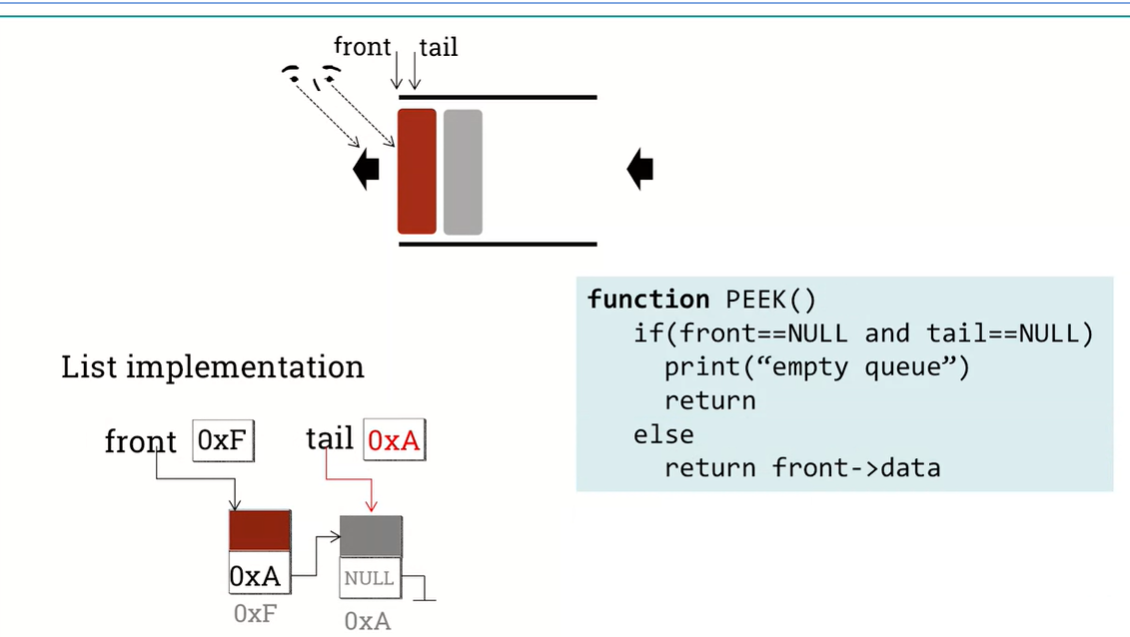 front tail
function PEEK()
if(front==NULL and tail==NULL)
print(“empty queue”)
return
else
return front->data
List implementation
front 0xF tail 0xA
0xA NULL
0xF 0xA